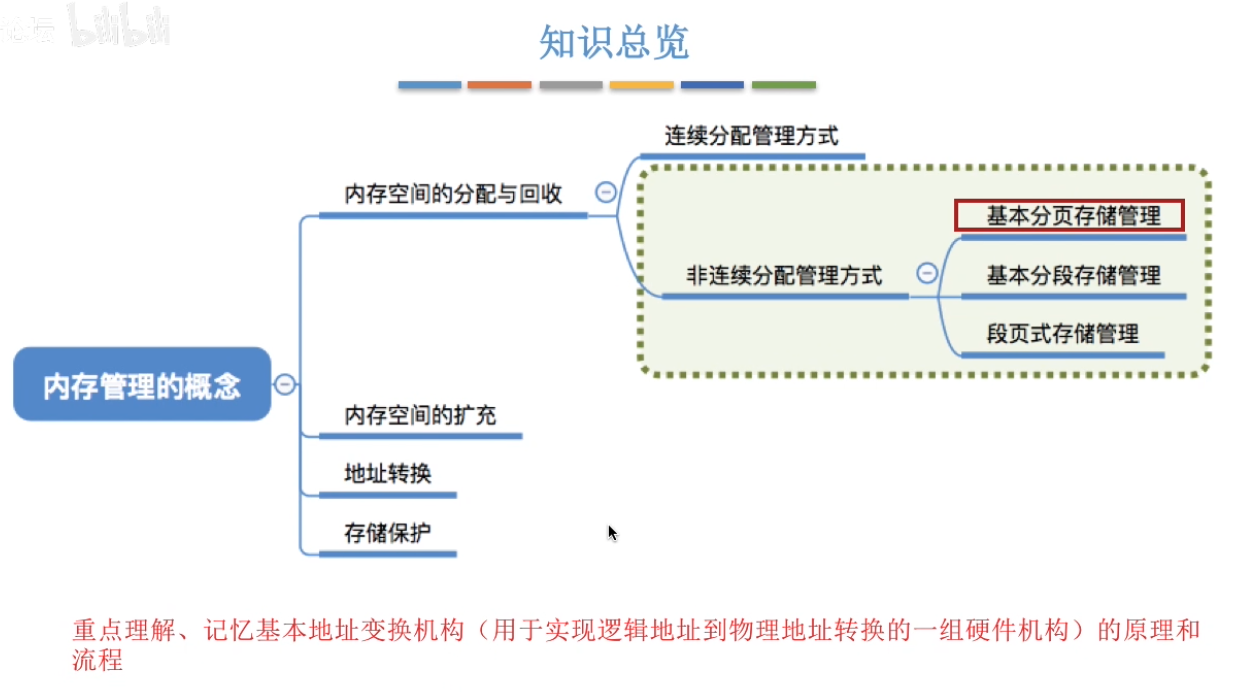 论坛 bilibili
知识总览
连续分配管理方式
内存空间的分配与回收
基本分页存储管理
非连续分配管理方式
基本分段存储管理
段页式存储管理
内存管理的概念
内存空间的扩充
地址转换
存储保护
重点理解、记忆基本地址变换机构（用于实现逻辑地址到物理地址转换的一组硬件机构）的原理和
流程